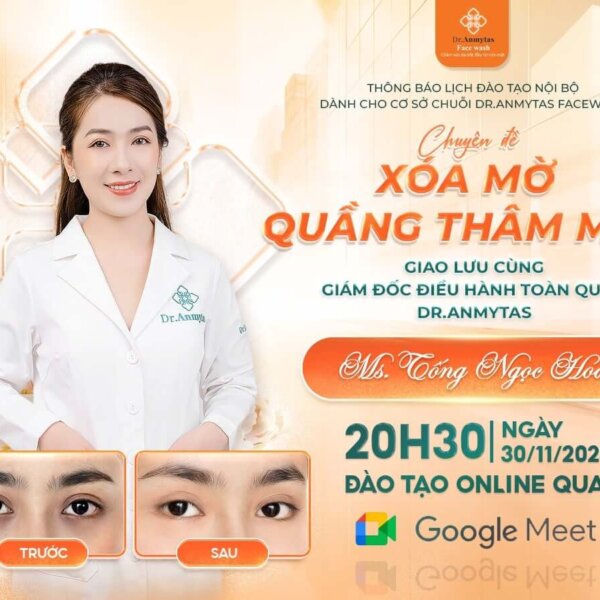 Dr.Anmytas
Face wash
THÔNG BÁO LỊCH ĐÀO TẠO NỘI BỘ
DÀNH CHO CƠ SỞ CHUỖI DR.ANMYTAS FACEW
Chuyên đề
XÓA MỜ
QUẦNG THÂM M
GIAO LƯU CÙNG
GIÁM ĐỐC ĐIỀU HÀNH TOÀN QU
DR.ANMYTAS
Ms. Tống Ngọc Hoà
Dr.Anmytas
20H30
NGÀY
30/11/202
ĐÀO TẠO ONLINE QUA
Google Meet
TRƯỚC
SAU